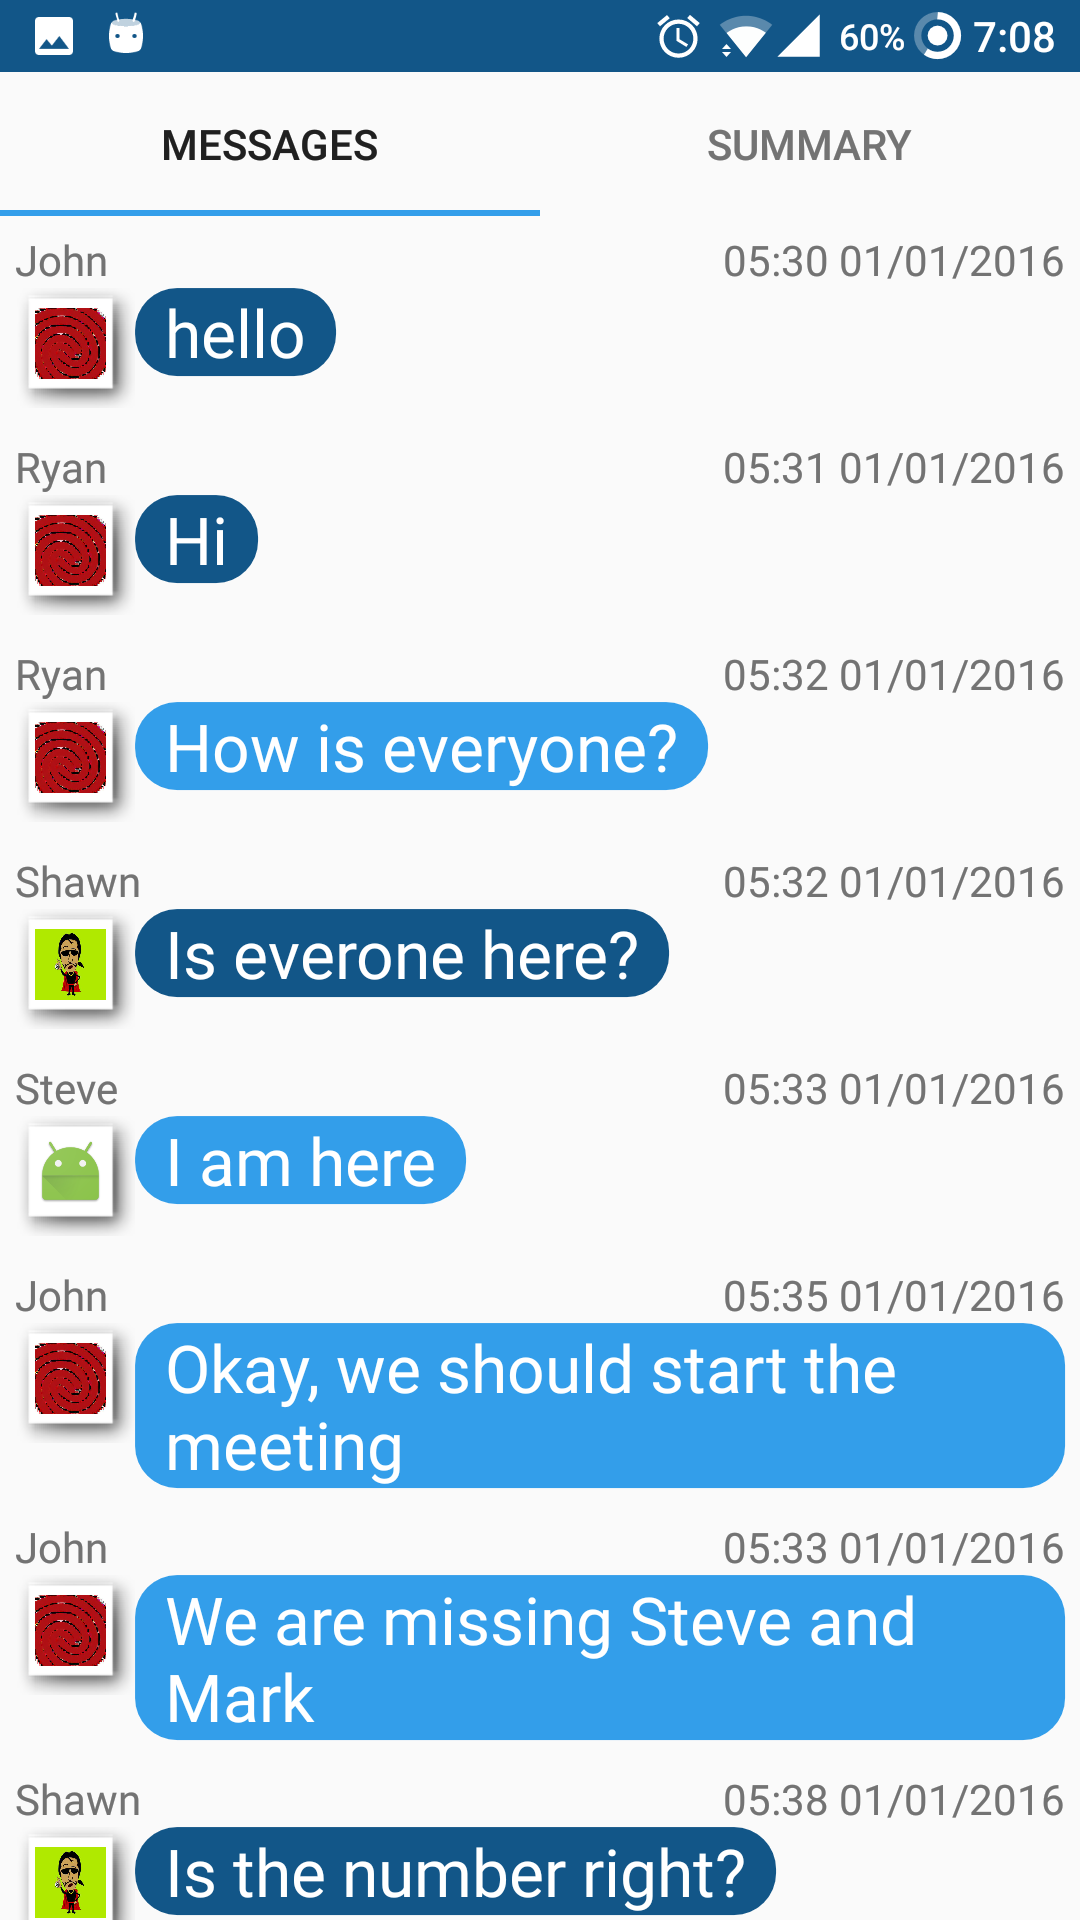 60% 7:08
MESSAGES SUMMARY
John 05:30 01/01/2016
hello
Ryan 05:31 01/01/2016
Hi
Ryan 05:32 01/01/2016
How is everyone?
Shawn 05:32 01/01/2016
Is everone here?
Steve 05:33 01/01/2016
I am here
John 05:35 01/01/2016
Okay, we should start the
meeting
John 05:33 01/01/2016
We are missing Steve and
Mark
Shawn 05:38 01/01/2016
Is the number right?